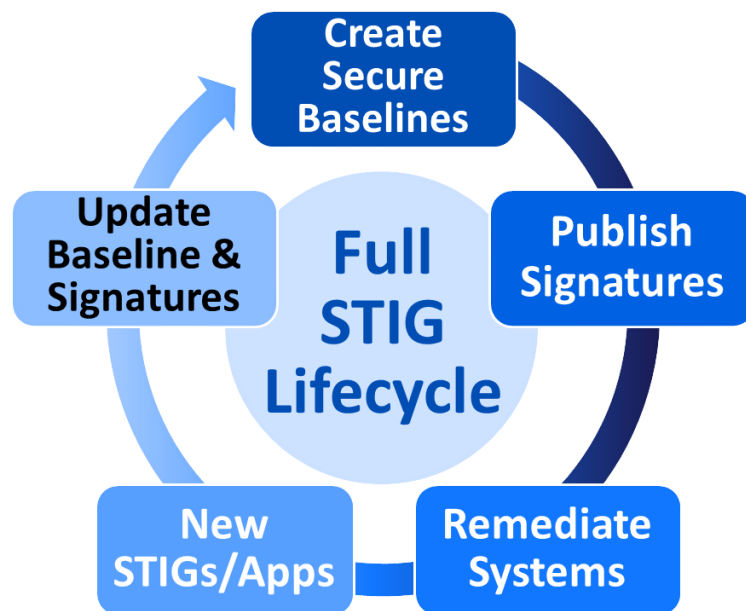 Create
Secure
Baselines
Publish
Signatures
Remediate
Systems
New
STIGs/Apps
Update
Baseline &
Signatures
Full
STIG
Lifecycle